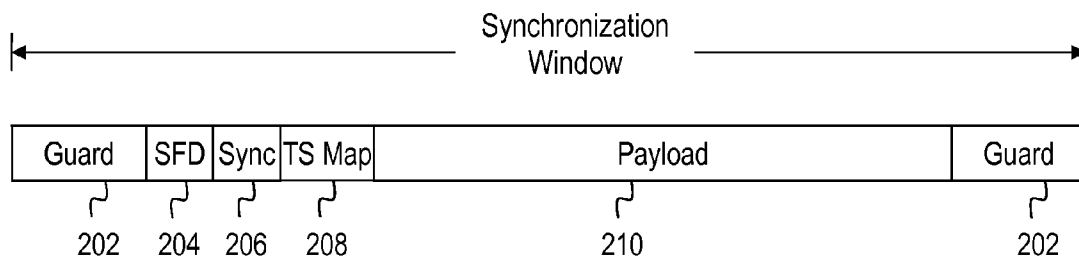 Synchronization
Window
Guard SFD Sync TS Map Payload Guard
202 204 206 208 210 202